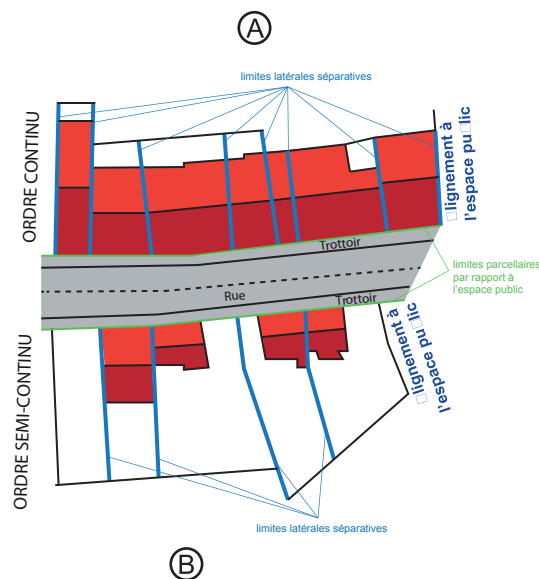 A
limites latérales séparatives
ORDRE CONTINU
□lignement à
l'espace pu□lic
Trottoir
limites parcellaires
par rapport à
l'espace public
Rue
Trottoir
□lignement à
l'espace pu□lic
ORDRE SEMI-CONTINU
limites latérales séparatives
B